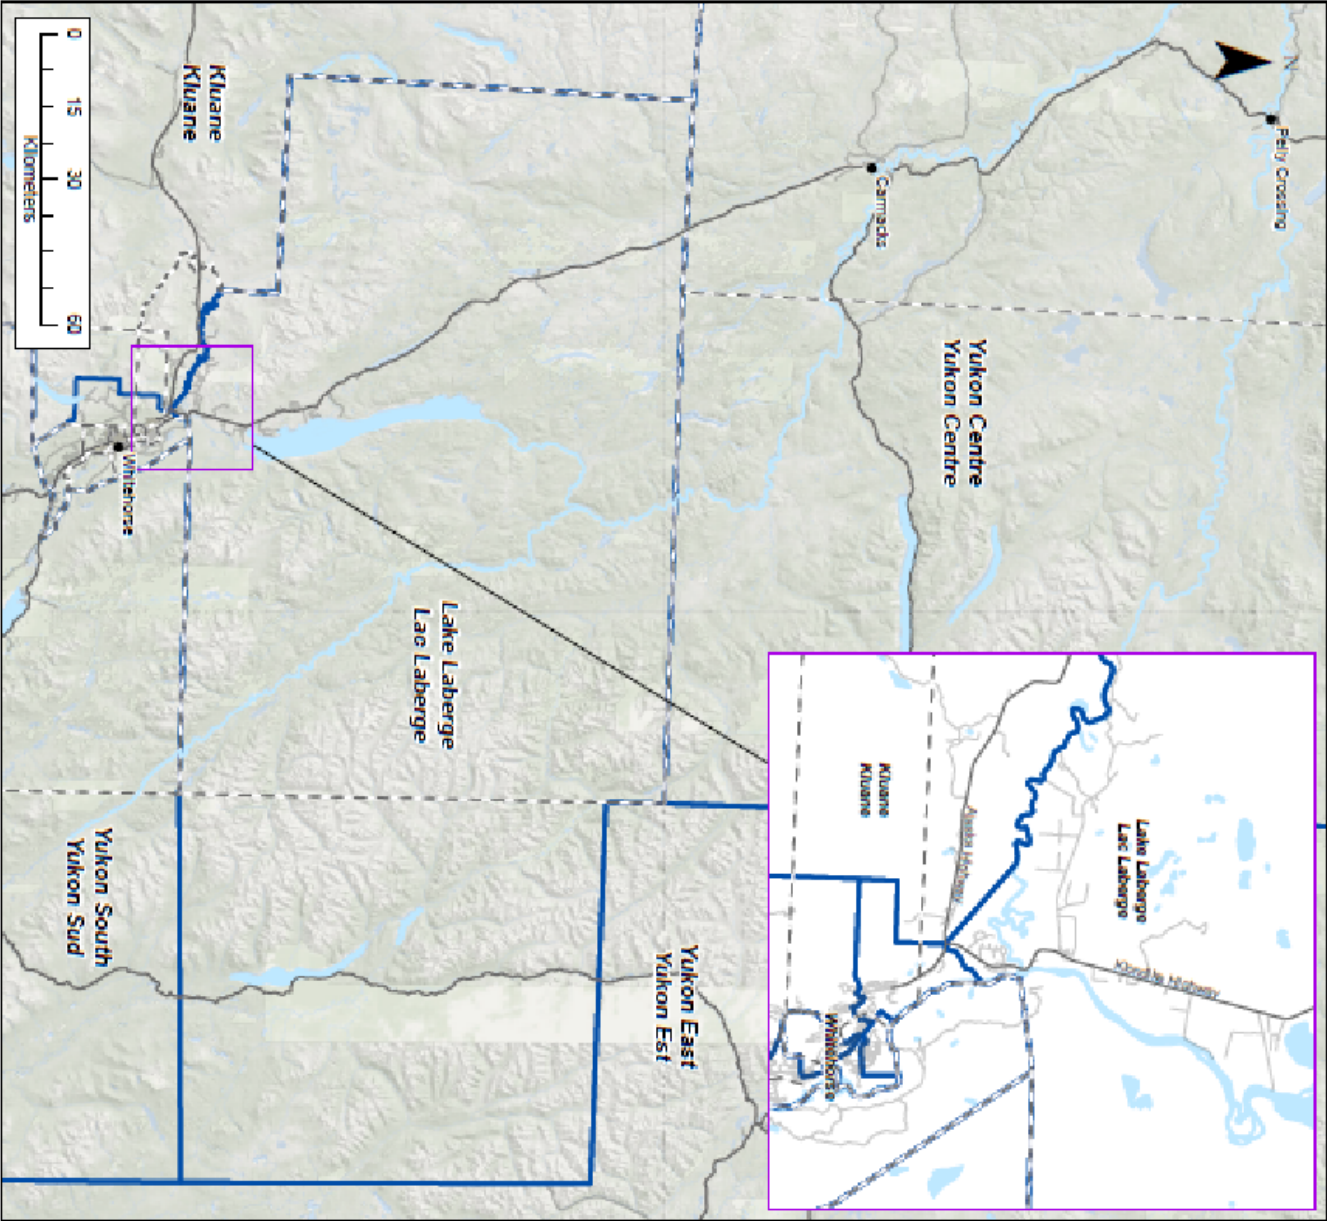 N
Pelly Crossing
Carmacks
Yukon Centre
Yukon Centre
Kluane
Kluane
0
15
30
60
Kilometers
Whitehorse
Lake Laberge
Lac Laberge
Yukon East
Yukon Est
Yukon South
Yukon Sud
Lake Laberge
Lac Laberge
Kluane
Kluane
Alaska Highway
Klondike Highway
Whitehorse